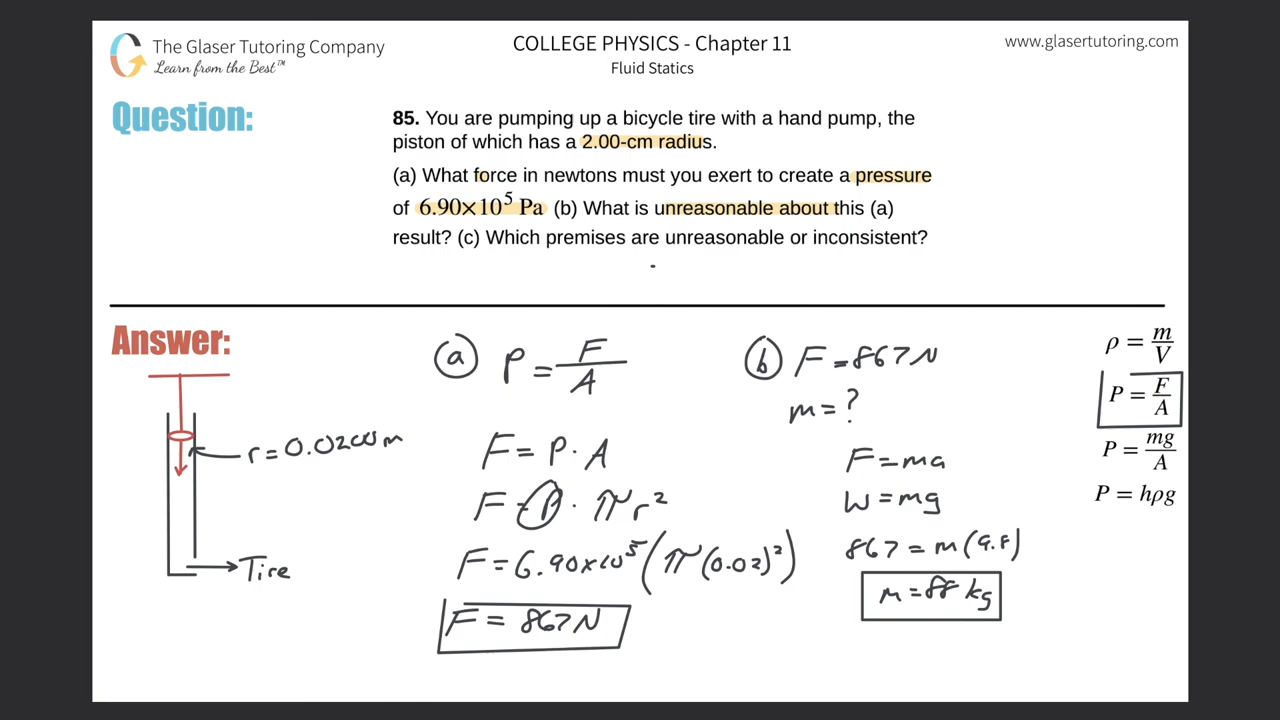 The Glaser Tutoring Company
Learn from the Best™
COLLEGE PHYSICS - Chapter 11
Fluid Statics
www.glasertutoring.com
Question:
85. You are pumping up a bicycle tire with a hand pump, the
piston of which has a 2.00-cm radius.
(a) What force in newtons must you exert to create a pressure
of 6.90×10⁵ Pa (b) What is unreasonable about this (a)
result? (c) Which premises are unreasonable or inconsistent?
Answer:
r = 0.0200 m
Tire
(a) P = F/A
F = P · A
F = P · πr²
F = 6.90×10⁵ (π(0.02)²)
F = 867 N
(b) F = 867 N
m = ?
F = ma
W = mg
867 = m(9.8)
m = 88 kg
ρ = m/V
P = F/A
P = mg/A
P = hρg